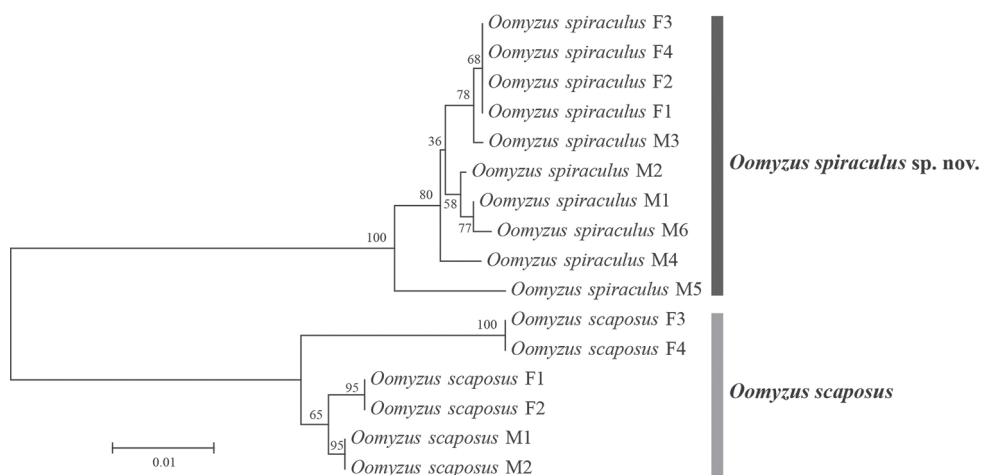 Oomyzus spiraculus F3
Oomyzus spiraculus F4
68
Oomyzus spiraculus F2
78
Oomyzus spiraculus F1
36
Oomyzus spiraculus M3
Oomyzus spiraculus sp. nov.
Oomyzus spiraculus M2
80
58
Oomyzus spiraculus M1
77
Oomyzus spiraculus M6
100
Oomyzus spiraculus M4
Oomyzus spiraculus M5
Oomyzus scaposus F3
100
Oomyzus scaposus F4
Oomyzus scaposus F1
95
Oomyzus scaposus
Oomyzus scaposus F2
65
Oomyzus scaposus M1
95
Oomyzus scaposus M2
0.01